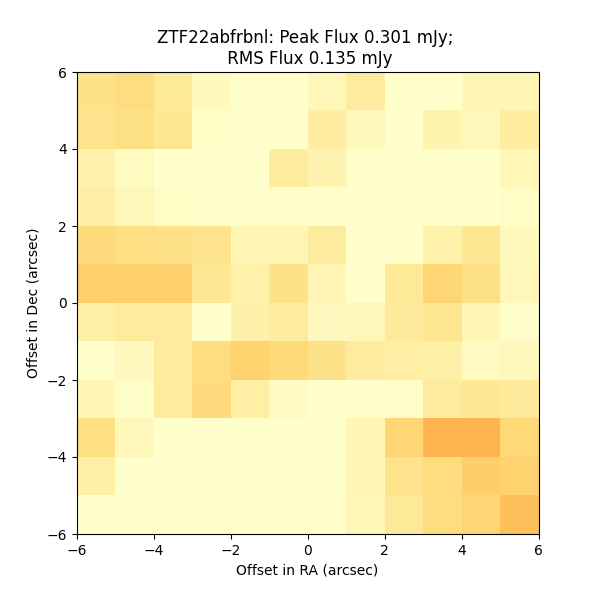 ZTF22abfrbnl: Peak Flux 0.301 mJy;
RMS Flux 0.135 mJy
6
4
2
0
−2
−4
−6
Offset in Dec (arcsec)
−6 −4 −2 0 2 4 6
Offset in RA (arcsec)